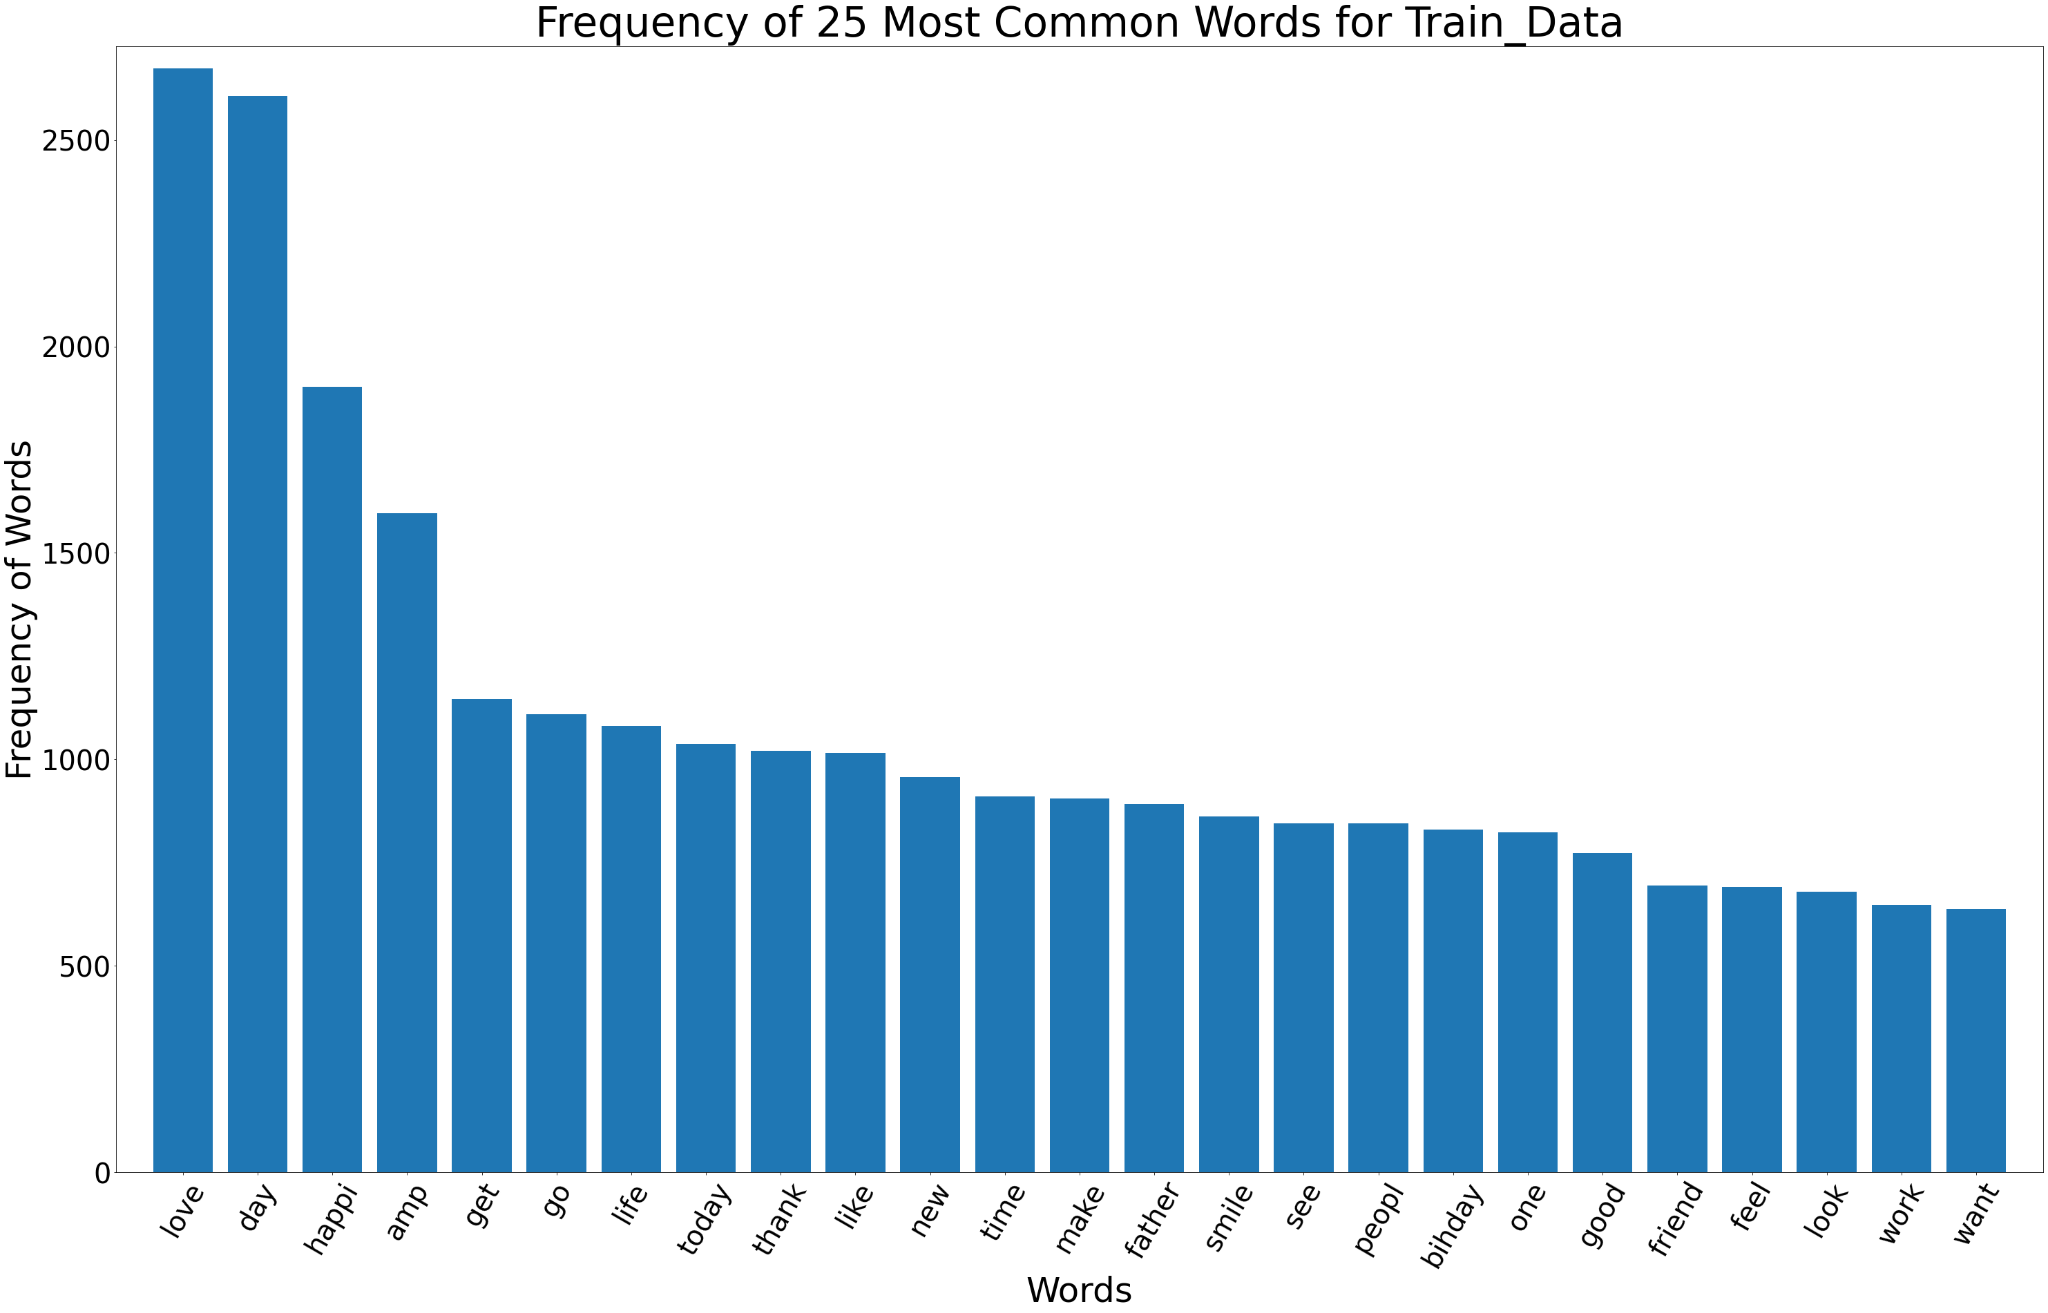 Frequency of 25 Most Common Words for Train_Data
Frequency of Words
2500
2000
1500
1000
500
0
love
day
happi
amp
get
go
life
today
thank
like
new
time
make
father
smile
see
peopl
bihday
one
good
friend
feel
look
work
want
Words